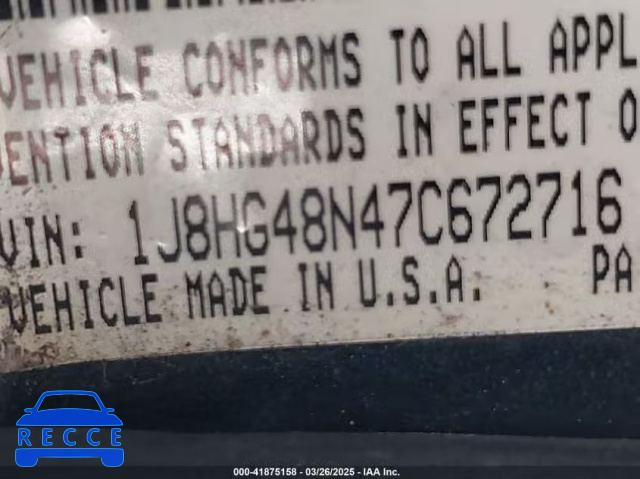 VEHICLE CONFORMS TO ALL APPL
VENTION STANDARDS IN EFFECT O
VIN: 1J8HG48N47C672716
VEHICLE MADE IN U.S.A. PA
RECCE
000-41875158 - 03/26/2025 - IAA Inc.